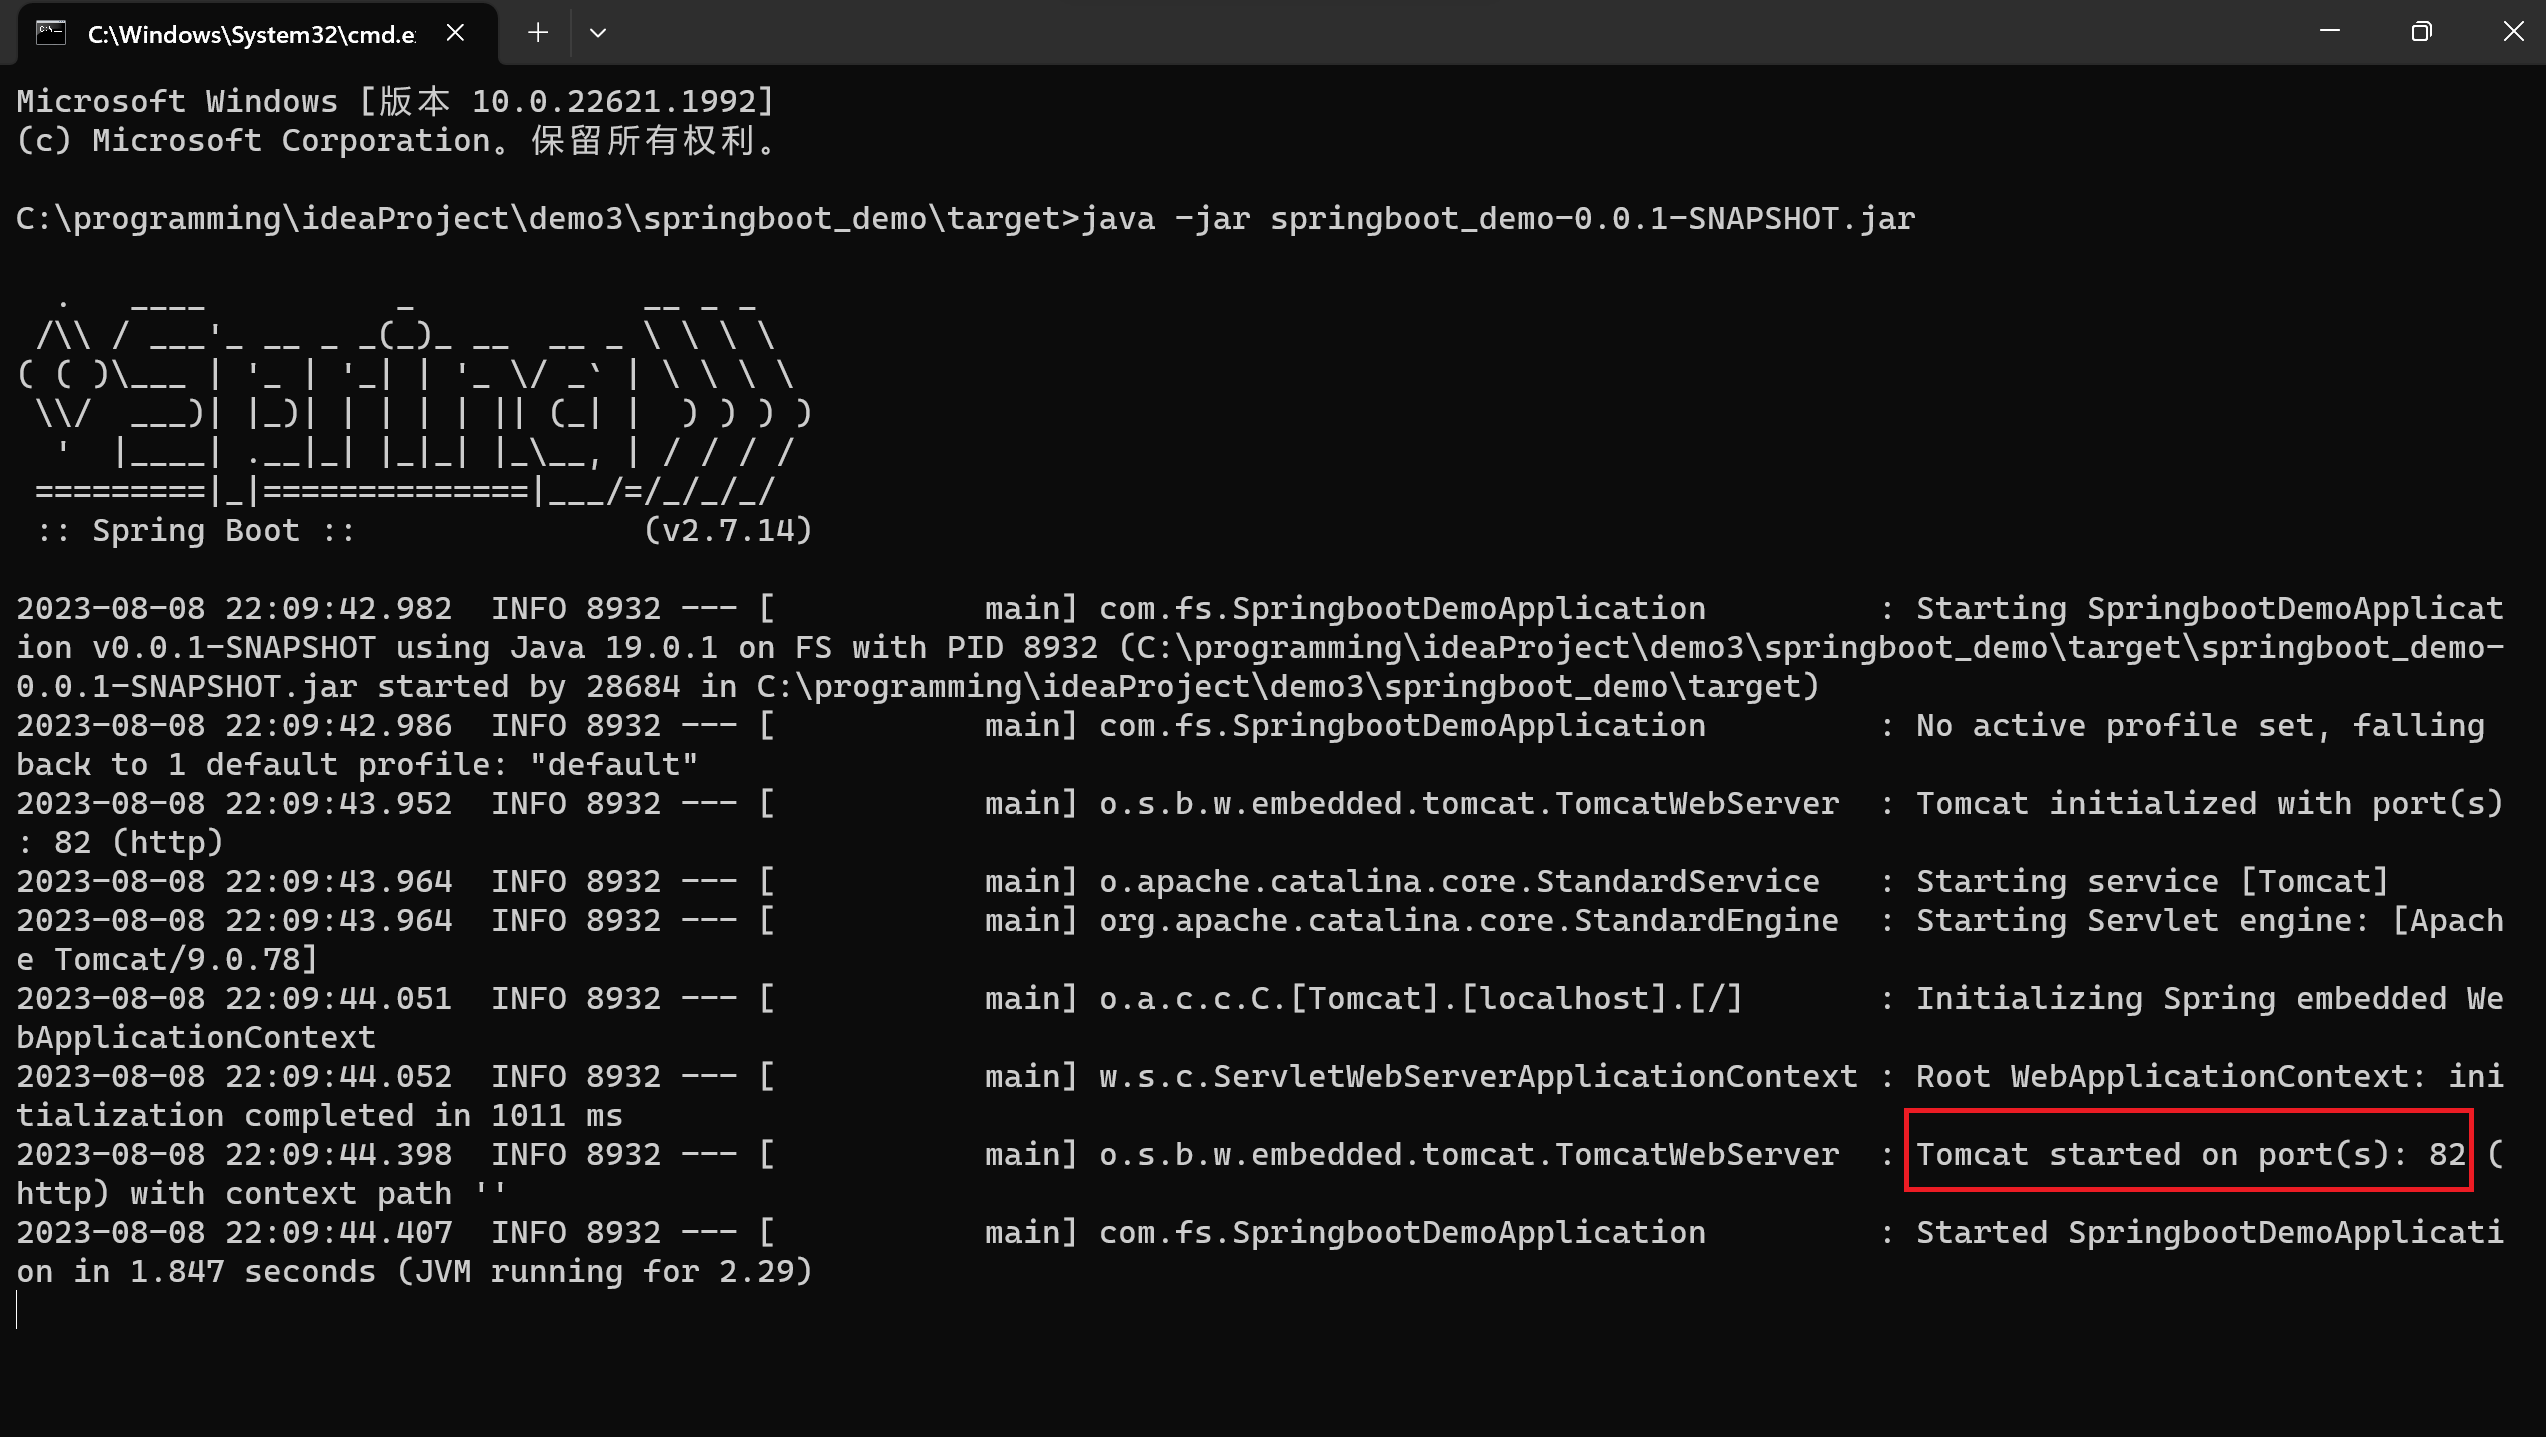 C:\Windows\System32\cmd.e
Microsoft Windows [版本 10.0.22621.1992]
(c) Microsoft Corporation。保留所有权利。
C:\programming\ideaProject\demo3\springboot_demo\target>java -jar springboot_demo-0.0.1-SNAPSHOT.jar
  .   ____          _            __ _ _
 /\\ / ___'_ __ _ _(_)_ __  __ _ \ \ \ \
( ( )\___ | '_ | '_| | '_ \/ _` | \ \ \ \
 \\/  ___)| |_)| | | | | || (_| |  ) ) ) )
  '  |____| .__|_| |_|_| |_\__, | / / / /
 =========|_|==============|___/=/_/_/_/
 :: Spring Boot ::               (v2.7.14)
2023-08-08 22:09:42.982  INFO 8932 --- [           main] com.fs.SpringbootDemoApplication         : Starting SpringbootDemoApplicat
ion v0.0.1-SNAPSHOT using Java 19.0.1 on FS with PID 8932 (C:\programming\ideaProject\demo3\springboot_demo\target\springboot_demo-
0.0.1-SNAPSHOT.jar started by 28684 in C:\programming\ideaProject\demo3\springboot_demo\target)
2023-08-08 22:09:42.986  INFO 8932 --- [           main] com.fs.SpringbootDemoApplication         : No active profile set, falling
back to 1 default profile: "default"
2023-08-08 22:09:43.952  INFO 8932 --- [           main] o.s.b.w.embedded.tomcat.TomcatWebServer  : Tomcat initialized with port(s)
: 82 (http)
2023-08-08 22:09:43.964  INFO 8932 --- [           main] o.apache.catalina.core.StandardService   : Starting service [Tomcat]
2023-08-08 22:09:43.964  INFO 8932 --- [           main] org.apache.catalina.core.StandardEngine  : Starting Servlet engine: [Apach
e Tomcat/9.0.78]
2023-08-08 22:09:44.051  INFO 8932 --- [           main] o.a.c.c.C.[Tomcat].[localhost].[/]       : Initializing Spring embedded We
bApplicationContext
2023-08-08 22:09:44.052  INFO 8932 --- [           main] w.s.c.ServletWebServerApplicationContext : Root WebApplicationContext: ini
tialization completed in 1011 ms
2023-08-08 22:09:44.398  INFO 8932 --- [           main] o.s.b.w.embedded.tomcat.TomcatWebServer  : Tomcat started on port(s): 82 (
http) with context path ''
2023-08-08 22:09:44.407  INFO 8932 --- [           main] com.fs.SpringbootDemoApplication         : Started SpringbootDemoApplicati
on in 1.847 seconds (JVM running for 2.29)